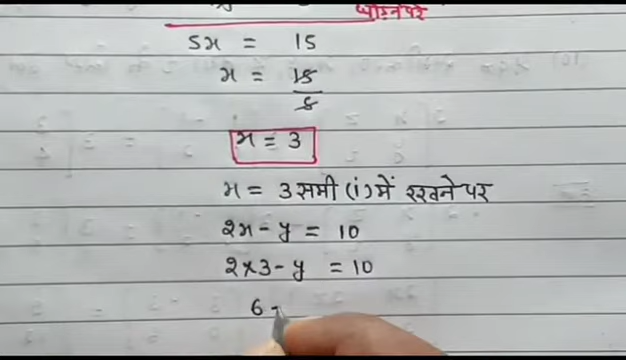 5x = 15
x = 15
5
x = 3
x = 3 समी (i) में रखने पर
2x - y = 10
2×3 - y = 10
6 -